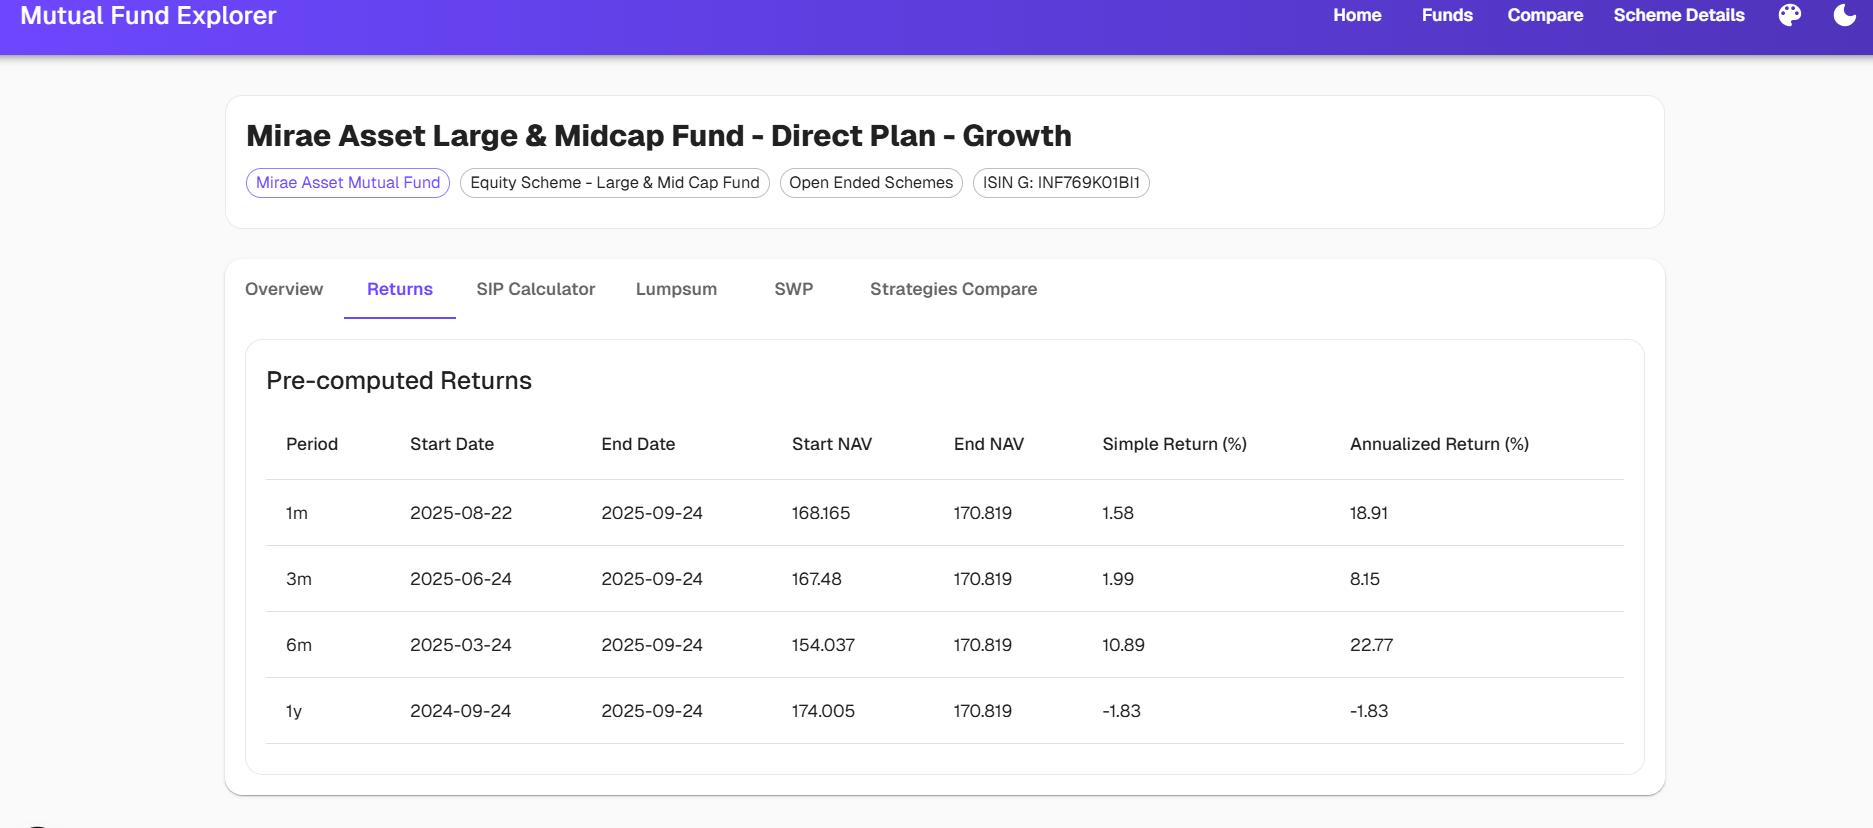 Mutual Fund Explorer Home Funds Compare Scheme Details
Mirae Asset Large & Midcap Fund - Direct Plan - Growth
Mirae Asset Mutual Fund Equity Scheme - Large & Mid Cap Fund Open Ended Schemes ISIN G: INF769K01BI1
Overview Returns SIP Calculator Lumpsum SWP Strategies Compare
Pre-computed Returns
Period Start Date End Date Start NAV End NAV Simple Return (%) Annualized Return (%)
1m 2025-08-22 2025-09-24 168.165 170.819 1.58 18.91
3m 2025-06-24 2025-09-24 167.48 170.819 1.99 8.15
6m 2025-03-24 2025-09-24 154.037 170.819 10.89 22.77
1y 2024-09-24 2025-09-24 174.005 170.819 -1.83 -1.83